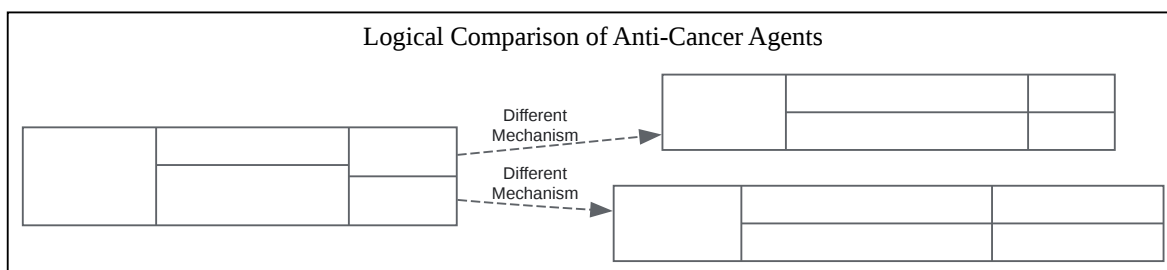 Logical Comparison of Anti-Cancer Agents
Different
Mechanism
Different
Mechanism